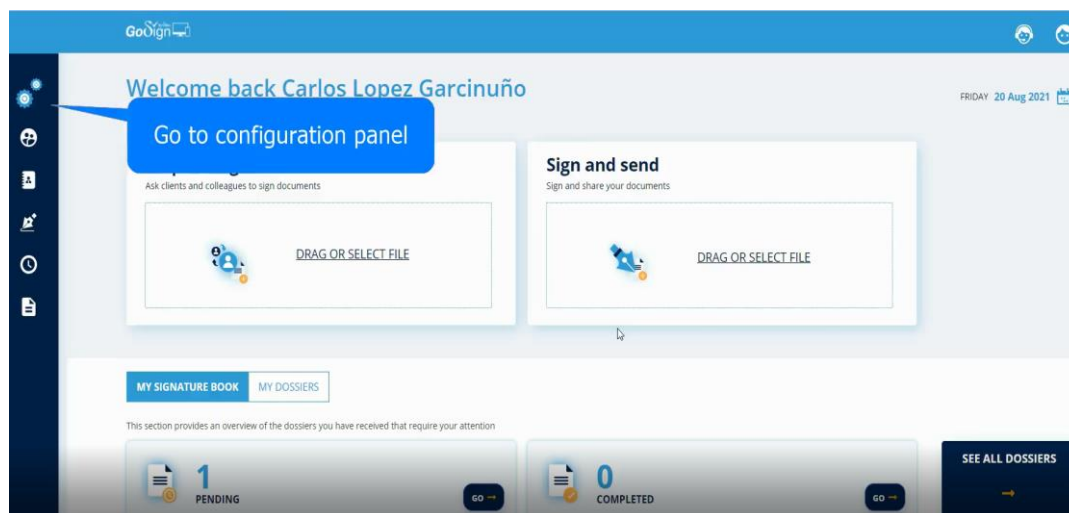 GoSign
Welcome back Carlos Lopez Garcinuño
FRIDAY 20 Aug 2021
Go to configuration panel
Ask clients and colleagues to sign documents
DRAG OR SELECT FILE
Sign and send
Sign and share your documents
DRAG OR SELECT FILE
MY SIGNATURE BOOK MY DOSSIERS
This section provides an overview of the dossiers you have received that require your attention
1
PENDING
GO →
0
COMPLETED
GO →
SEE ALL DOSSIERS
→